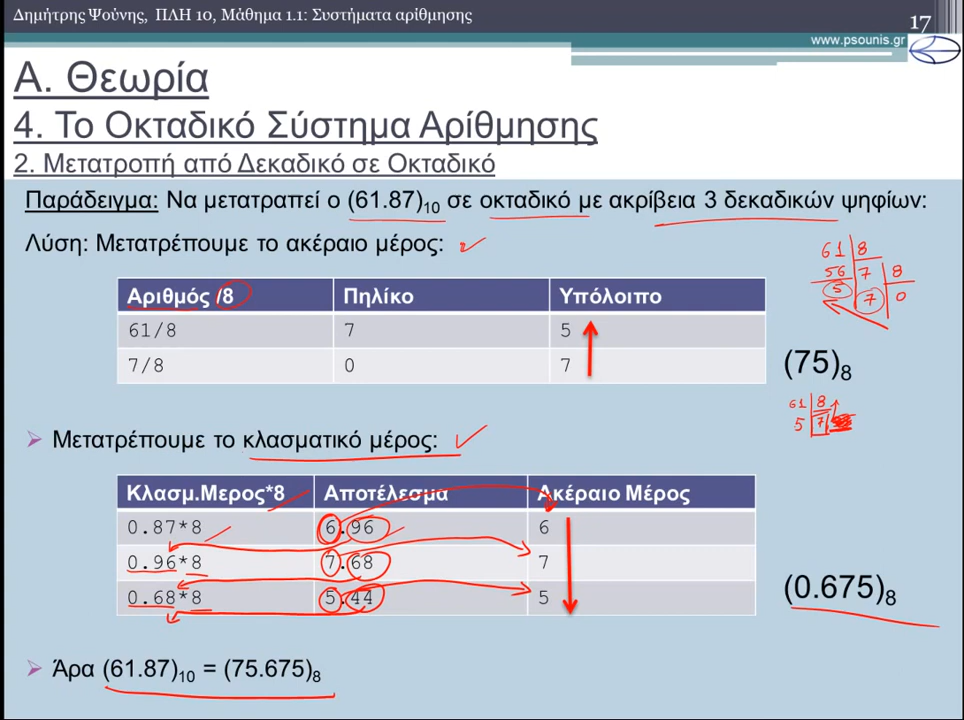 Δημήτρης Ψούνης, ΠΛΗ 10, Μάθημα 1.1: Συστήματα αρίθμησης
17
www.psounis.gr
Α. Θεωρία
4. Το Οκταδικό Σύστημα Αρίθμησης
2. Μετατροπή από Δεκαδικό σε Οκταδικό
Παράδειγμα: Να μετατραπεί ο (61.87)10 σε οκταδικό με ακρίβεια 3 δεκαδικών ψηφίων:
Λύση: Μετατρέπουμε το ακέραιο μέρος:
61 8
56 7 8
5 7 0
Αριθμός /8 Πηλίκο Υπόλοιπο
61/8 7 5
7/8 0 7
(75)8
61 8
5 7
Μετατρέπουμε το κλασματικό μέρος:
Κλασμ.Μερος*8 Αποτέλεσμα Ακέραιο Μέρος
0.87*8 6.96 6
0.96*8 7.68 7
0.68*8 5.44 5
(0.675)8
Άρα (61.87)10 = (75.675)8